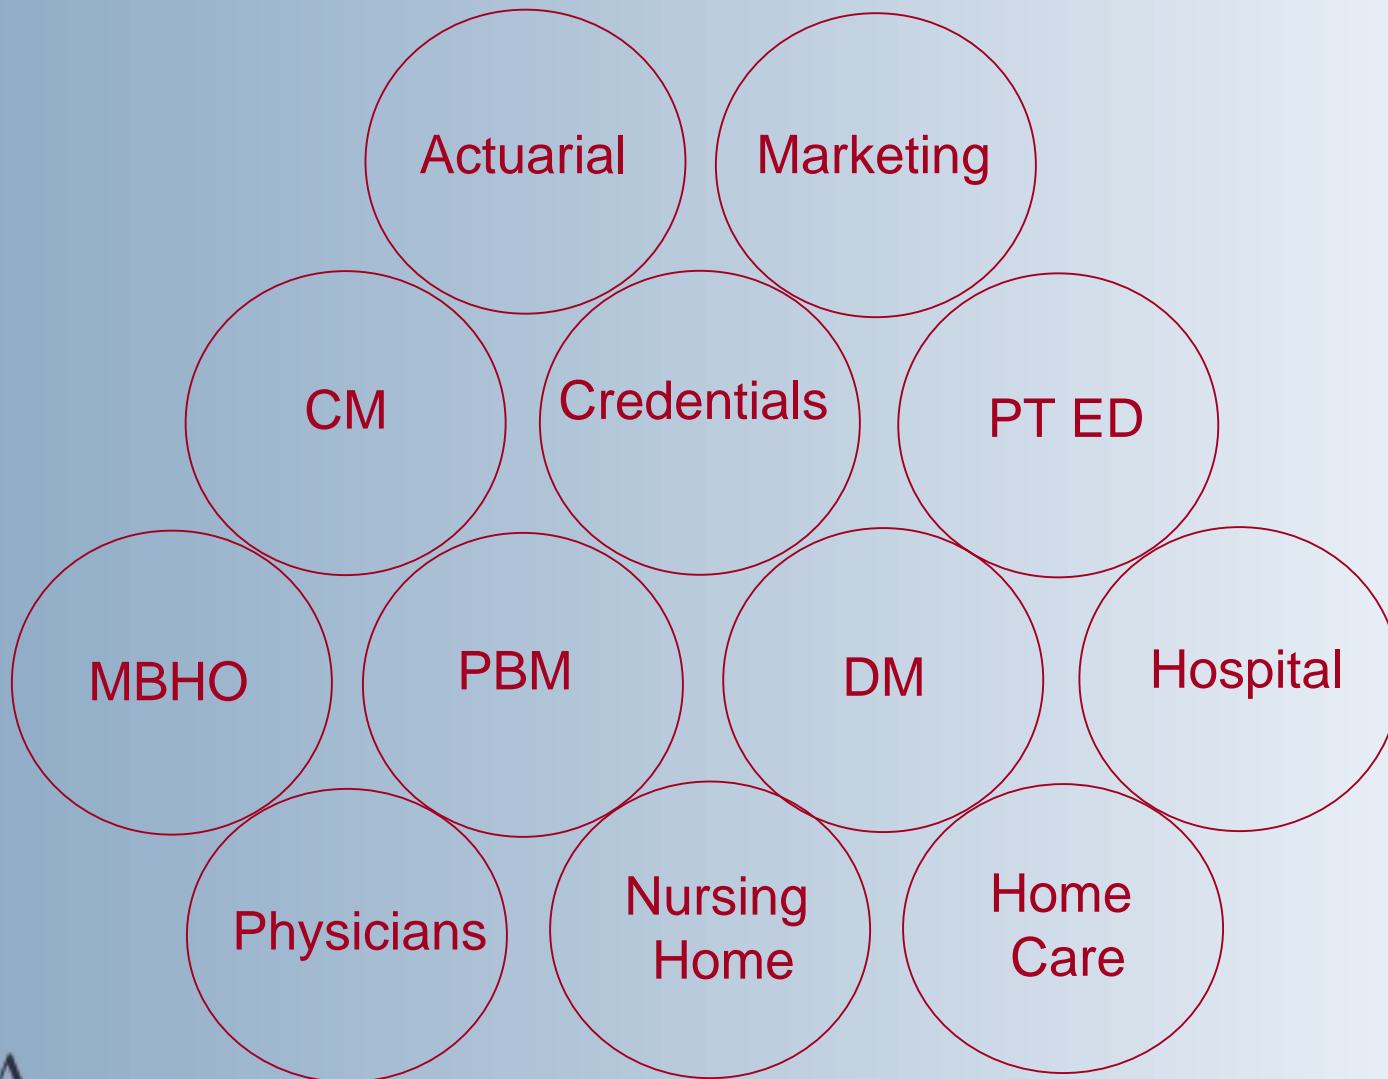 Actuarial
Marketing
CM
Credentials
PT ED
MBHO
PBM
DM
Hospital
Physicians
Nursing
Home
Home
Care